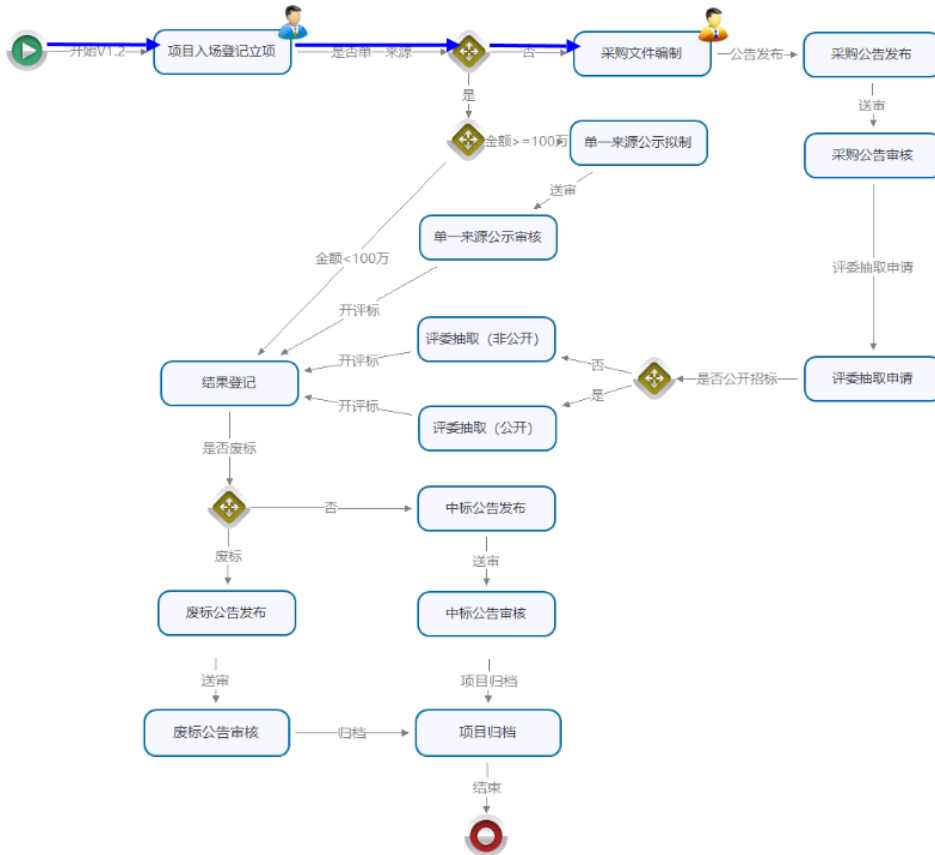 开始V1.2
项目入场登记立项
是否单一来源
否
采购文件编制
公告发布
采购公告发布
是
送审
金额>=100万
单一来源公示拟制
采购公告审核
送审
单一来源公示审核
金额<100万
评委抽取申请
开评标
评委抽取（非公开）
开评标
否
结果登记
是否公开招标
评委抽取申请
是
开评标
评委抽取（公开）
是否废标
否
中标公告发布
废标
送审
废标公告发布
中标公告审核
送审
项目归档
废标公告审核
归档
项目归档
结束